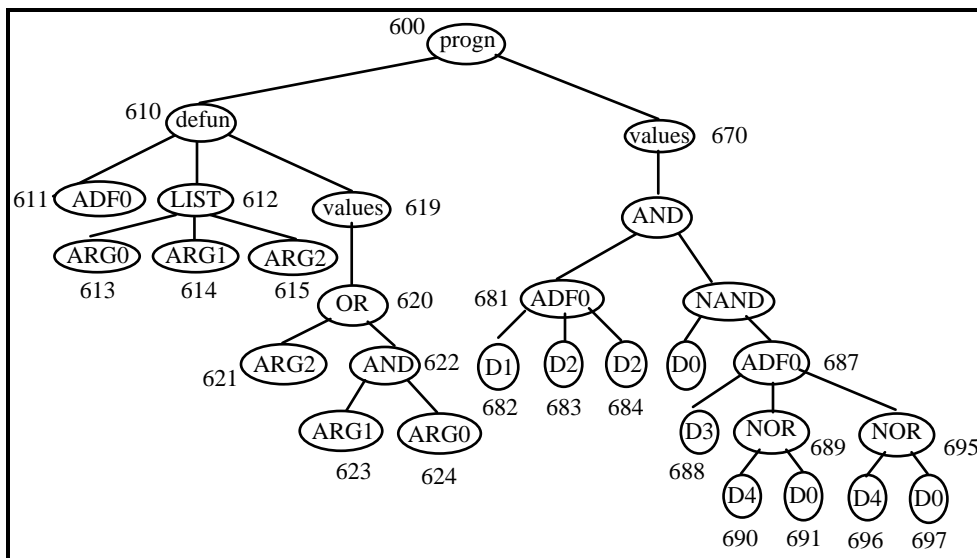 600 progn
610 defun
values 670
611 ADF0 LIST 612 values 619
AND
ARG0 ARG1 ARG2
613 614 615
OR 620
681 ADF0 NAND
621 ARG2 AND 622
D1 D2 D2 D0 ADF0 687
682 683 684
ARG1 ARG0
623 624
D3 NOR 689 NOR 695
688
D4 D0 D4 D0
690 691 696 697